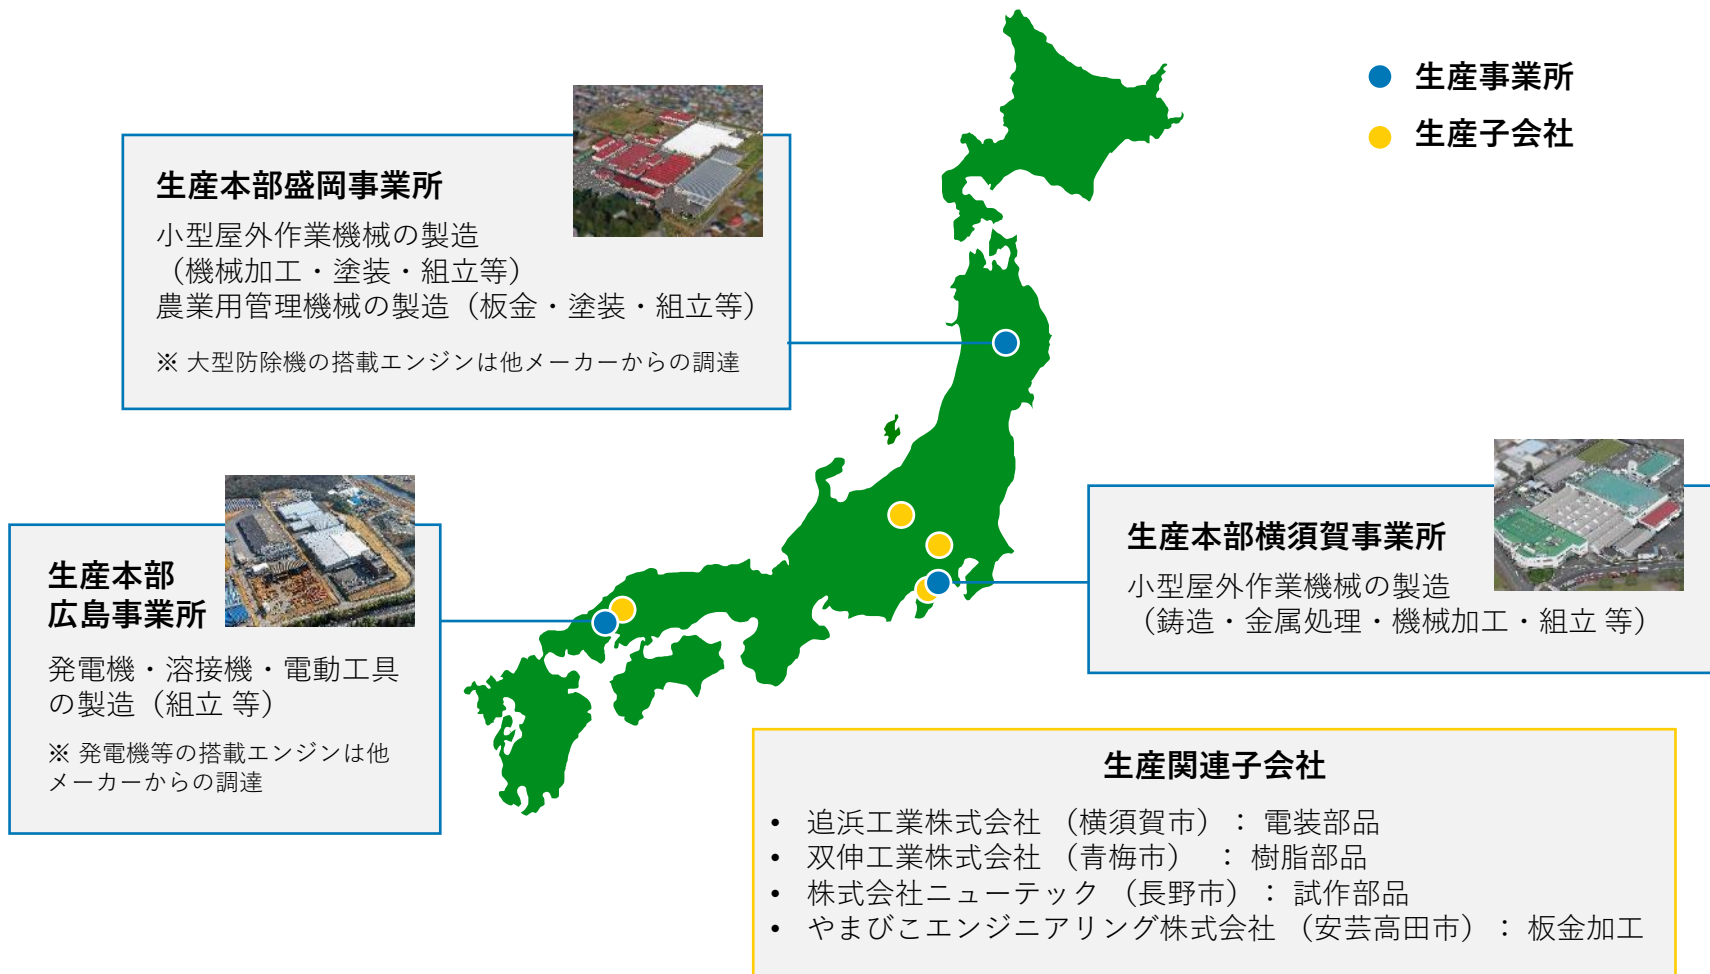 生産事業所
生産子会社
生産本部盛岡事業所
小型屋外作業機械の製造
（機械加工・塗装・組立等）
農業用管理機械の製造（板金・塗装・組立等）
※ 大型防除機の搭載エンジンは他メーカーからの調達
生産本部
広島事業所
発電機・溶接機・電動工具
の製造（組立 等）
※ 発電機等の搭載エンジンは他
メーカーからの調達
生産本部横須賀事業所
小型屋外作業機械の製造
（鋳造・金属処理・機械加工・組立 等）
生産関連子会社
• 追浜工業株式会社 （横須賀市）： 電装部品
• 双伸工業株式会社 （青梅市） ： 樹脂部品
• 株式会社ニューテック （長野市）： 試作部品
• やまびこエンジニアリング株式会社 （安芸高田市）： 板金加工